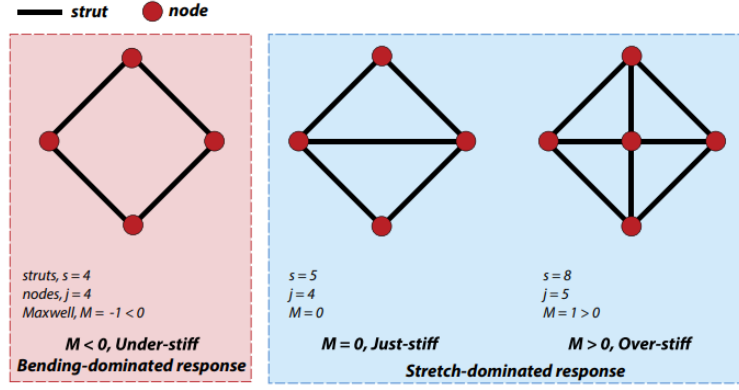 strut node
struts, s = 4
nodes, j = 4
Maxwell, M = -1 < 0
M < 0, Under-stiff
Bending-dominated response
s = 5
j = 4
M = 0
M = 0, Just-stiff
s = 8
j = 5
M = 1 > 0
M > 0, Over-stiff
Stretch-dominated response